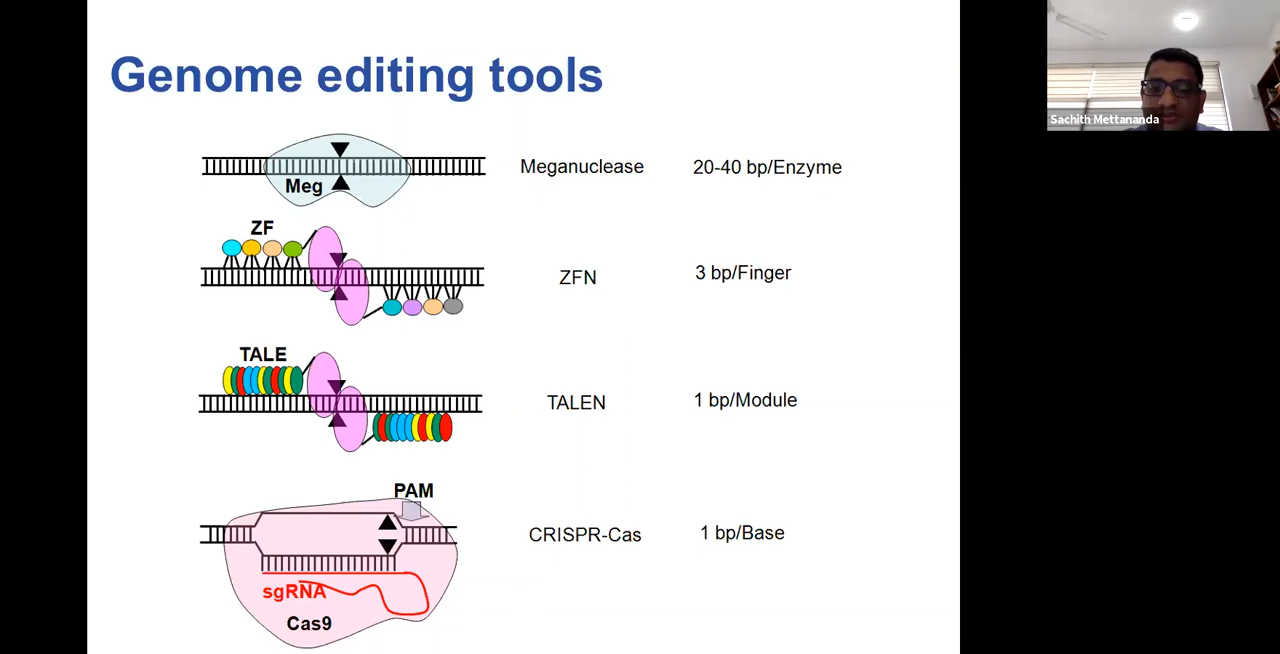 Genome editing tools
Sachith Mettananda
Meg
Meganuclease
20-40 bp/Enzyme
ZF
ZFN
3 bp/Finger
TALE
TALEN
1 bp/Module
PAM
CRISPR-Cas
1 bp/Base
sgRNA
Cas9